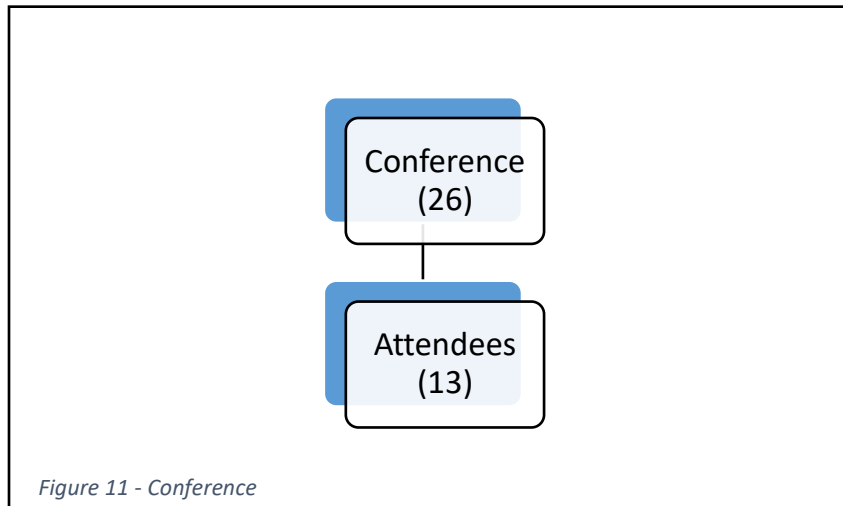 Conference
(26)
Attendees
(13)
Figure 11 - Conference